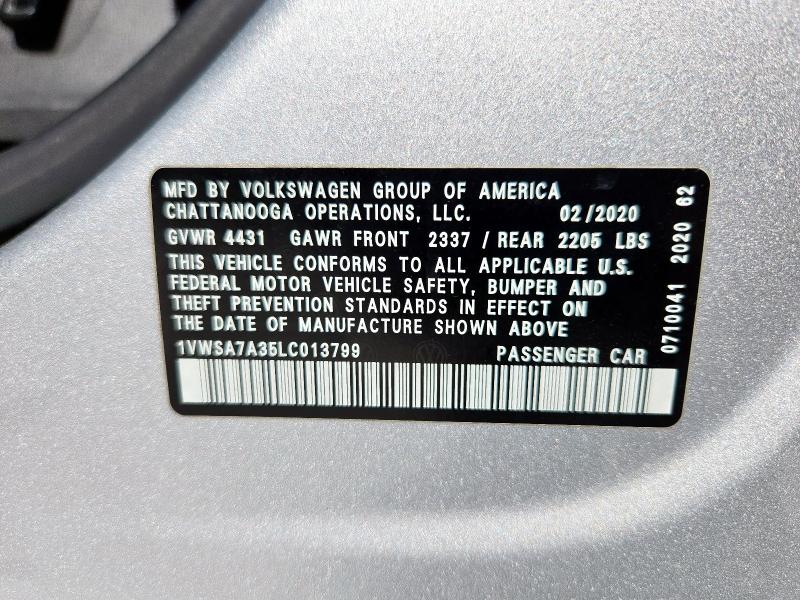 MFD BY VOLKSWAGEN GROUP OF AMERICA
CHATTANOOGA OPERATIONS, LLC. 02/2020
GVWR 4431 GAWR FRONT 2337 / REAR 2205 LBS
THIS VEHICLE CONFORMS TO ALL APPLICABLE U.S.
FEDERAL MOTOR VEHICLE SAFETY, BUMPER AND
THEFT PREVENTION STANDARDS IN EFFECT ON
THE DATE OF MANUFACTURE SHOWN ABOVE
1VWSA7A35LC013799 PASSENGER CAR
0710041 2020 62